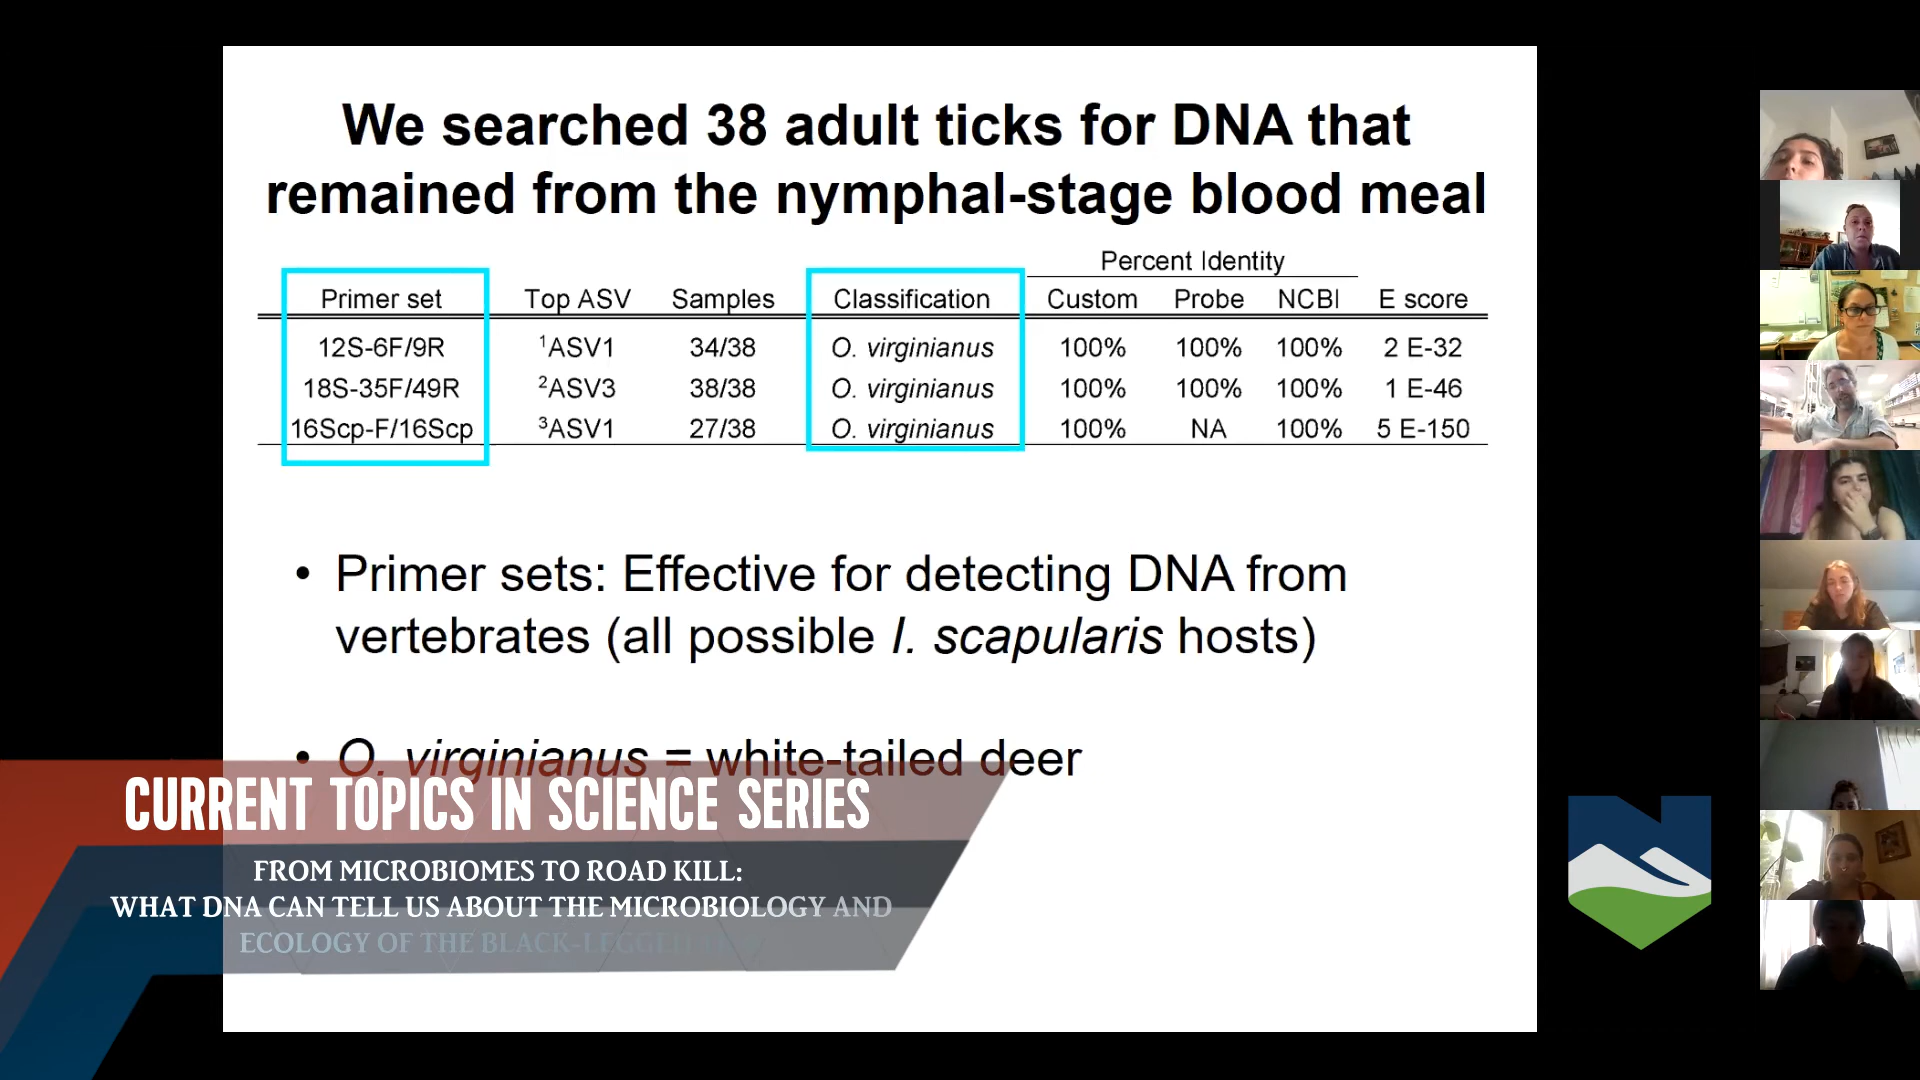 We searched 38 adult ticks for DNA that
remained from the nymphal-stage blood meal
Percent Identity
Primer set Top ASV Samples Classification Custom Probe NCBI E score
12S-6F/9R ¹ASV1 34/38 O. virginianus 100% 100% 100% 2 E-32
18S-35F/49R ²ASV3 38/38 O. virginianus 100% 100% 100% 1 E-46
16Scp-F/16Scp ³ASV1 27/38 O. virginianus 100% NA 100% 5 E-150
• Primer sets: Effective for detecting DNA from
vertebrates (all possible I. scapularis hosts)
• O. virginianus = white-tailed deer
CURRENT TOPICS IN SCIENCE SERIES
FROM MICROBIOMES TO ROAD KILL:
WHAT DNA CAN TELL US ABOUT THE MICROBIOLOGY AND
ECOLOGY OF THE BLACK-LEGGED